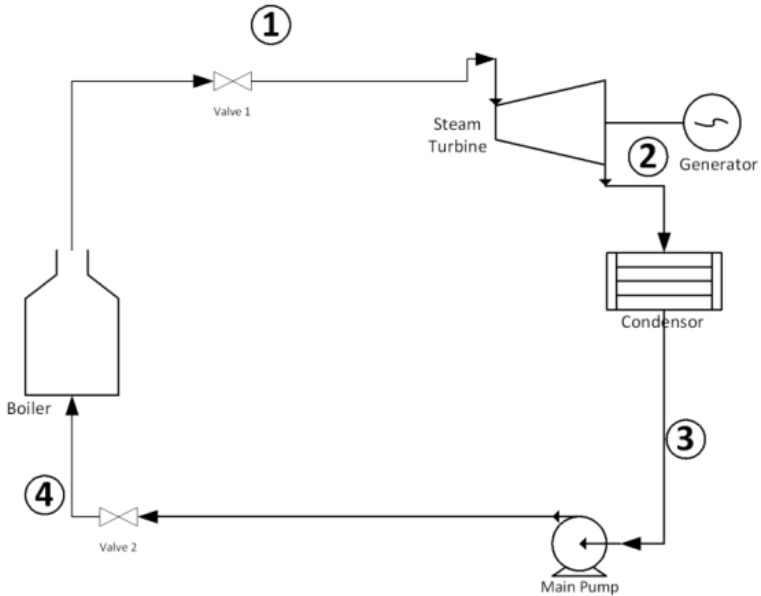 1
Valve 1
Steam
Turbine
2
Generator
Condensor
Boiler
3
4
Valve 2
Main Pump